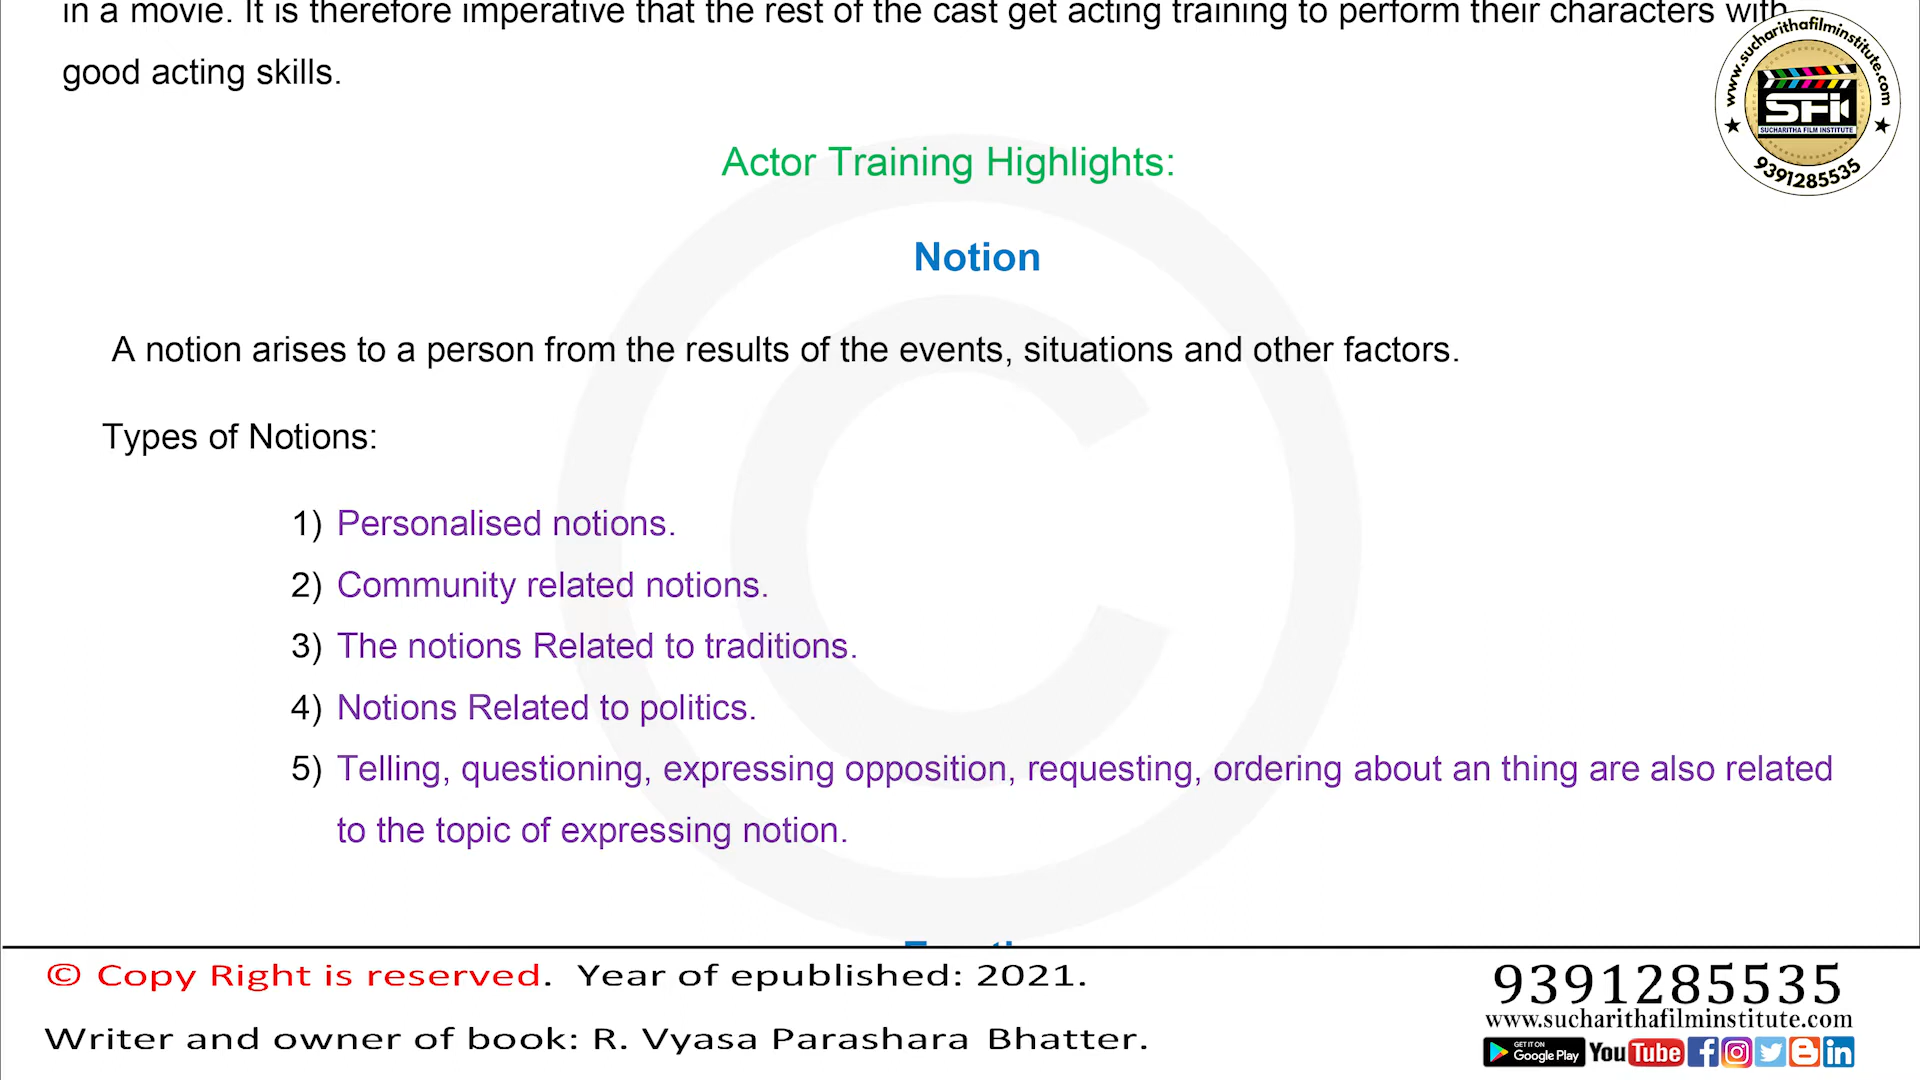 in a movie. It is therefore imperative that the rest of the cast get acting training to perform their characters with
good acting skills.
www.sucharithafilminstitute.com
SFI
SUCHARITHA FILM INSTITUTE
★ ★
9391285535
Actor Training Highlights:
Notion
A notion arises to a person from the results of the events, situations and other factors.
Types of Notions:
1) Personalised notions.
2) Community related notions.
3) The notions Related to traditions.
4) Notions Related to politics.
5) Telling, questioning, expressing opposition, requesting, ordering about an thing are also related
to the topic of expressing notion.
© Copy Right is reserved. Year of epublished: 2021.
Writer and owner of book: R. Vyasa Parashara Bhatter.
9391285535
www.sucharithafilminstitute.com
GET IT ON
Google Play
YouTube